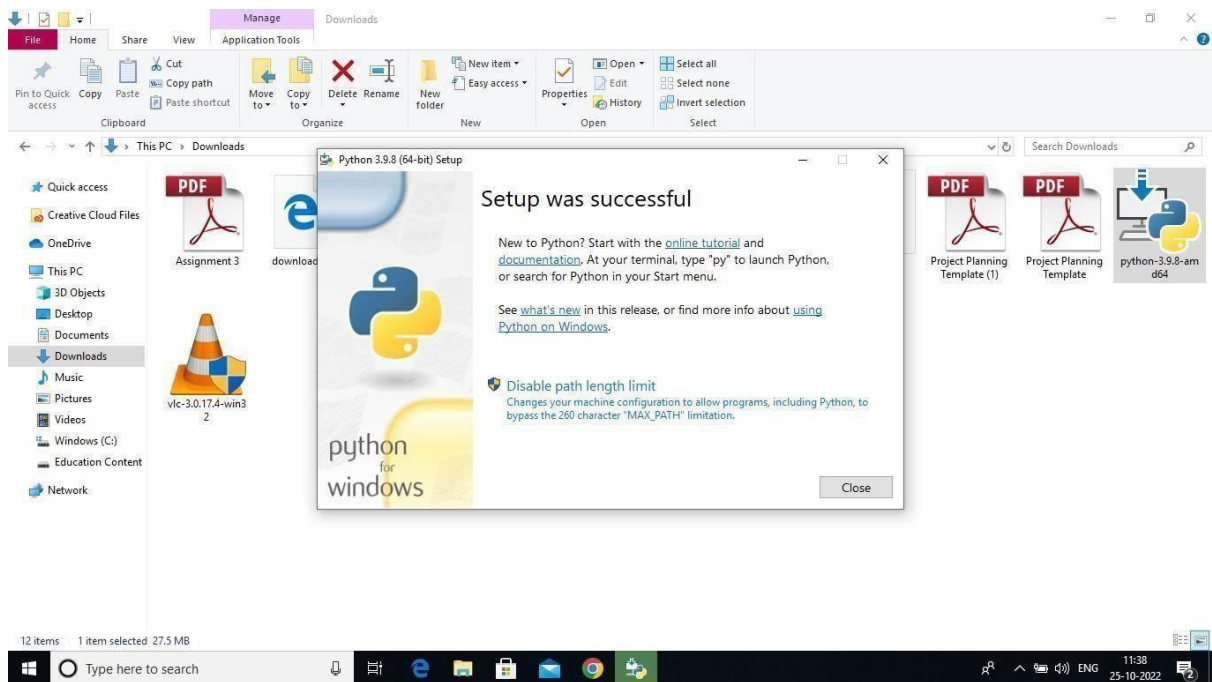 Manage
Downloads
File
Home
Share
View
Application Tools
Pin to Quick access
Copy
Paste
Cut
Copy path
Paste shortcut
Clipboard
Move to
Copy to
Delete
Rename
Organize
New folder
New item
Easy access
New
Properties
Open
Edit
History
Open
Select all
Select none
Invert selection
Select
This PC › Downloads
Search Downloads
Quick access
Creative Cloud Files
OneDrive
This PC
3D Objects
Desktop
Documents
Downloads
Music
Pictures
Videos
Windows (C:)
Education Content
Network
PDF
Assignment 3
download
vlc-3.0.17.4-win3
2
Python 3.9.8 (64-bit) Setup
Setup was successful
New to Python? Start with the online tutorial and
documentation. At your terminal, type "py" to launch Python,
or search for Python in your Start menu.
See what's new in this release, or find more info about using
Python on Windows.
Disable path length limit
Changes your machine configuration to allow programs, including Python, to
bypass the 260 character "MAX_PATH" limitation.
python
for
windows
Close
PDF
Project Planning
Template (1)
PDF
Project Planning
Template
python-3.9.8-am
d64
12 items
1 item selected 27.5 MB
Type here to search
ENG
11:38
25-10-2022
2